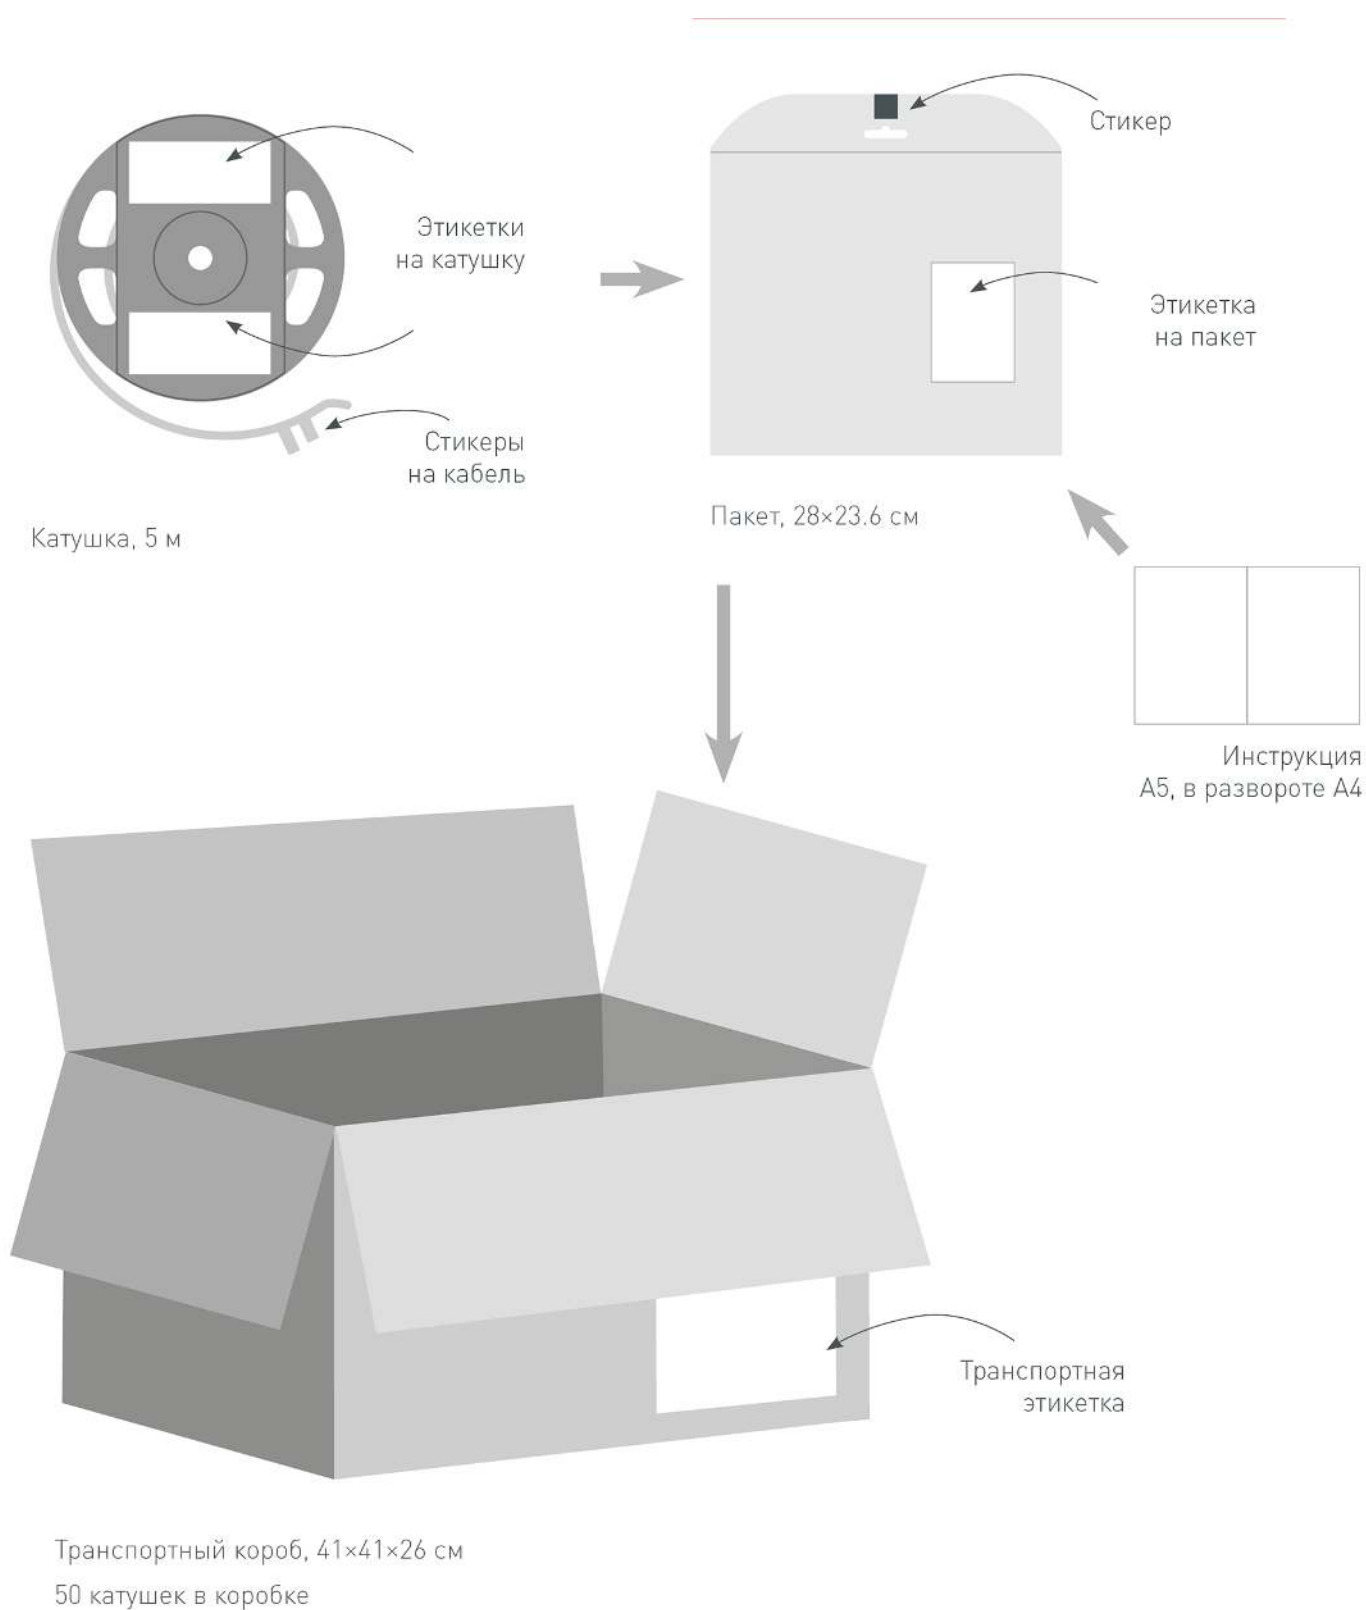 Стикер
Этикетки
на катушку
Этикетка
на пакет
Стикеры
на кабель
Катушка, 5 м
Пакет, 28×23.6 см
Инструкция
А5, в развороте А4
Транспортная
этикетка
Транспортный короб, 41×41×26 см
50 катушек в коробке